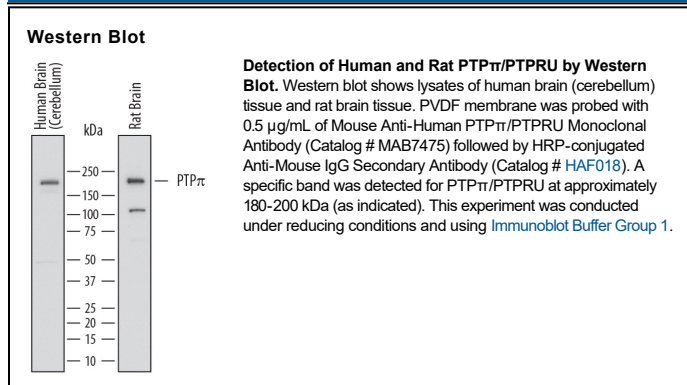 Western Blot
Human Brain
(Cerebellum)
kDa
Rat Brain
250
150
100
75
50
37
25
20
15
10
PTPπ
Detection of Human and Rat PTPπ/PTPRU by Western
Blot. Western blot shows lysates of human brain (cerebellum)
tissue and rat brain tissue. PVDF membrane was probed with
0.5 µg/mL of Mouse Anti-Human PTPπ/PTPRU Monoclonal
Antibody (Catalog # MAB7475) followed by HRP-conjugated
Anti-Mouse IgG Secondary Antibody (Catalog # HAF018). A
specific band was detected for PTPπ/PTPRU at approximately
180-200 kDa (as indicated). This experiment was conducted
under reducing conditions and using Immunoblot Buffer Group 1.